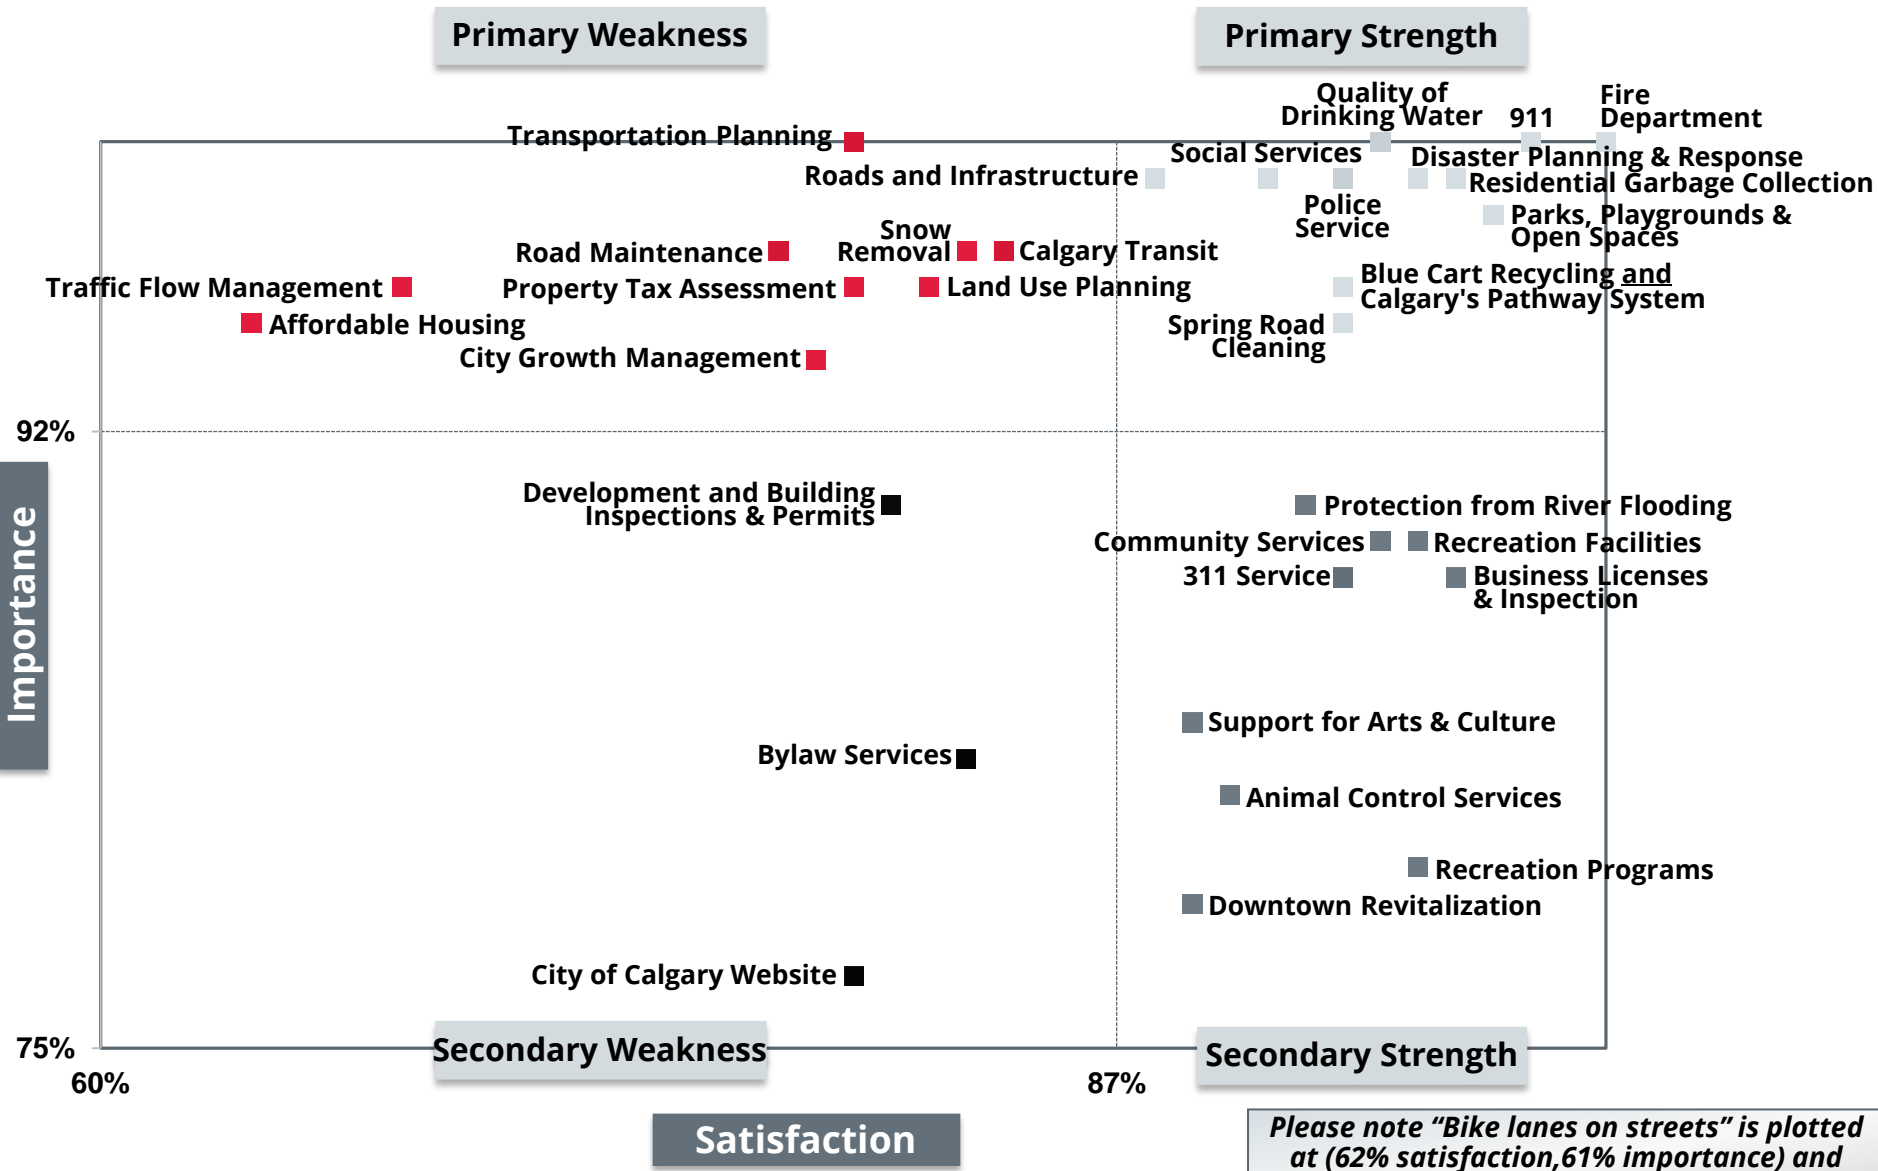 Primary Weakness
Primary Strength
Quality of
Drinking Water
911
Fire
Department
Transportation Planning
Social Services
Disaster Planning & Response
Roads and Infrastructure
Residential Garbage Collection
Police
Service
Parks, Playgrounds &
Open Spaces
Snow
Removal
Road Maintenance
Calgary Transit
Traffic Flow Management
Property Tax Assessment
Land Use Planning
Blue Cart Recycling and
Calgary's Pathway System
Affordable Housing
Spring Road
Cleaning
City Growth Management
92%
Importance
Development and Building
Inspections & Permits
Protection from River Flooding
Community Services
Recreation Facilities
311 Service
Business Licenses
& Inspection
Support for Arts & Culture
Bylaw Services
Animal Control Services
Recreation Programs
Downtown Revitalization
City of Calgary Website
75%
Secondary Weakness
Secondary Strength
60%
87%
Satisfaction
Please note “Bike lanes on streets” is plotted
at (62% satisfaction,61% importance) and